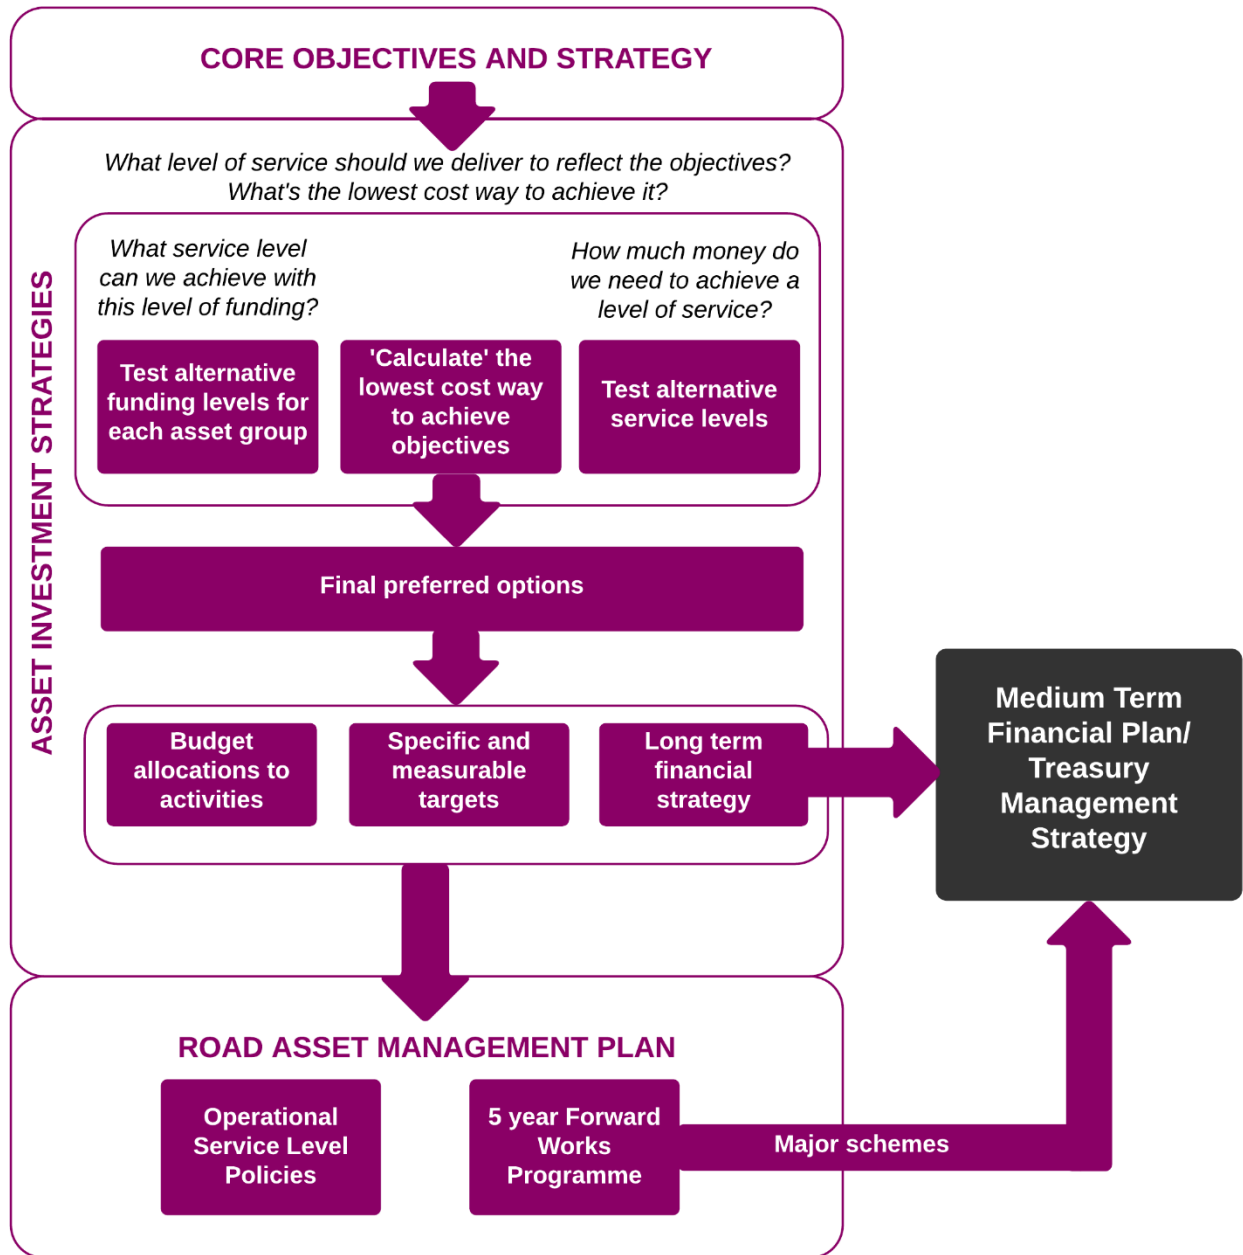 CORE OBJECTIVES AND STRATEGY
What level of service should we deliver to reflect the objectives?
What's the lowest cost way to achieve it?
ASSET INVESTMENT STRATEGIES
What service level
can we achieve with
this level of funding?
How much money do
we need to achieve a
level of service?
Test alternative
funding levels for
each asset group
'Calculate' the
lowest cost way
to achieve
objectives
Test alternative
service levels
Final preferred options
Budget
allocations to
activities
Specific and
measurable
targets
Long term
financial
strategy
Medium Term
Financial Plan/
Treasury
Management
Strategy
ROAD ASSET MANAGEMENT PLAN
Operational
Service Level
Policies
5 year Forward
Works
Programme
Major schemes